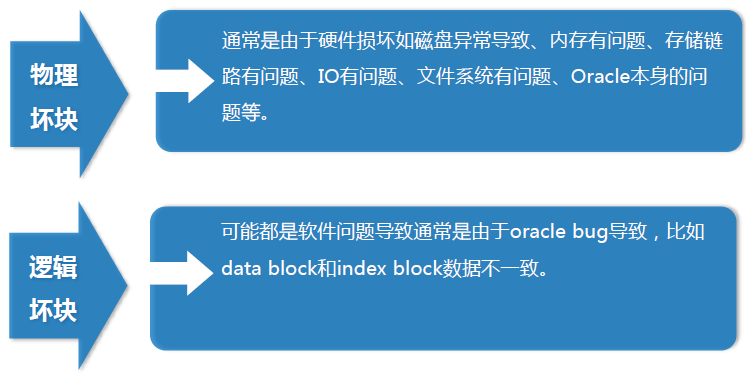 物理
坏块
通常是由于硬件损坏如磁盘异常导致、内存有问题、存储链
路有问题、IO有问题、文件系统有问题、Oracle本身的问
题等。
逻辑
坏块
可能都是软件问题导致通常是由于oracle bug导致，比如
data block和index block数据不一致。